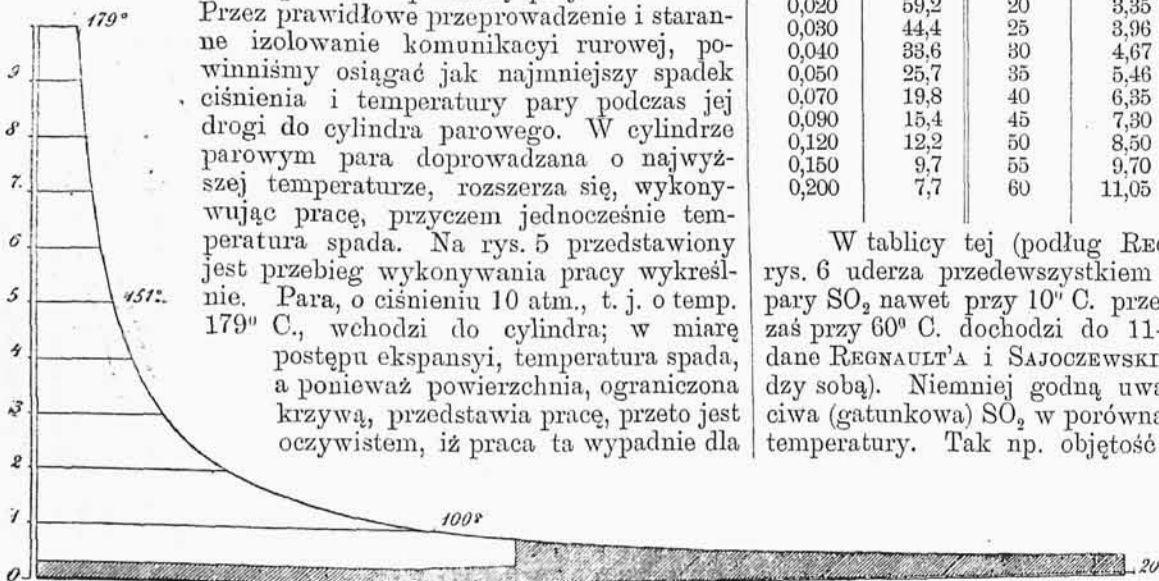 Przez prawidłowe przeprowadzenie i staran-
ne izolowanie komunikacyi rurowej, po-
winniśmy osiągać jak najmniejszy spadek
ciśnienia i temperatury pary podczas jej
drogi do cylindra parowego. W cylindrze
parowym para doprowadzana o najwyż-
szej temperaturze, rozszerza się, wykony-
wując pracę, przyczem jednocześnie tem-
peratura spada. Na rys. 5 przedstawiony
jest przebieg wykonywania pracy wykreśl-
nie. Para, o ciśnieniu 10 atm., t. j. o temp.
179° C., wchodzi do cylindra; w miarę
postępu ekspansyi, temperatura spada,
a ponieważ powierzchnia, ograniczona
krzywą, przedstawia pracę, przeto jest
oczywistem, iż praca ta wypadnie dla
179°
9
8
7.
6
5
151°.
4
3
2
1
100°
0
20
0,020 59,2 20 3,35
0,030 44,4 25 3,96
0,040 33,6 30 4,67
0,050 25,7 35 5.46
0,070 19,8 40 6,35
0,090 15,4 45 7,30
0,120 12,2 50 8,50
0,150 9,7 55 9,70
0,200 7,7 60 11,05
W tablicy tej (podług
rys. 6 uderza przedewszystkiem
pary SO₂ nawet przy 10° C. prze
zaś przy 60° C. dochodzi do 11-
dane REGNAULT'A i SAJOCZEWSKI
dzy sobą). Niemniej godną uwa
ciwa (gatunkowa) SO₂ w porówna
temperatury. Tak np. objętość